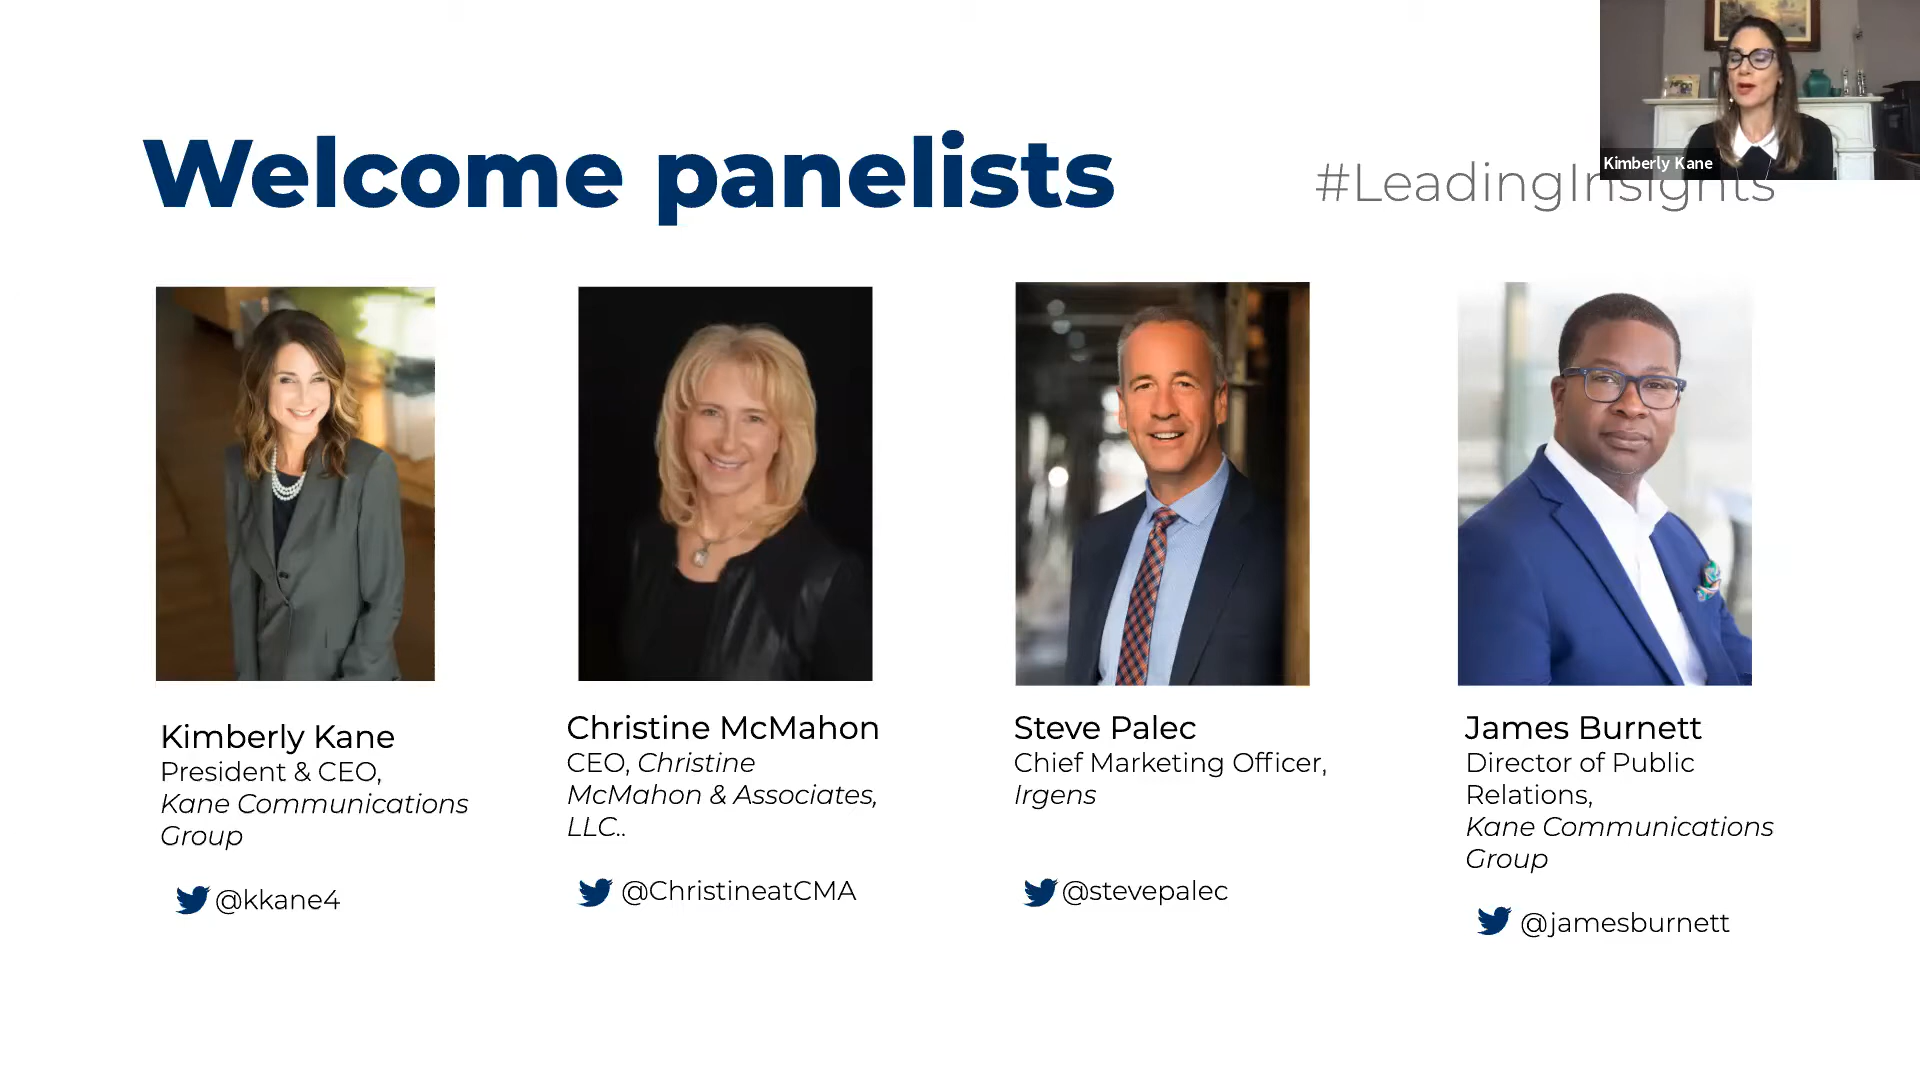 Welcome panelists
#LeadingInsights
Kimberly Kane
Kimberly Kane
President & CEO,
Kane Communications
Group
@kkane4
Christine McMahon
CEO, Christine
McMahon & Associates,
LLC..
@ChristineatCMA
Steve Palec
Chief Marketing Officer,
Irgens
@stevepalec
James Burnett
Director of Public
Relations,
Kane Communications
Group
@jamesburnett